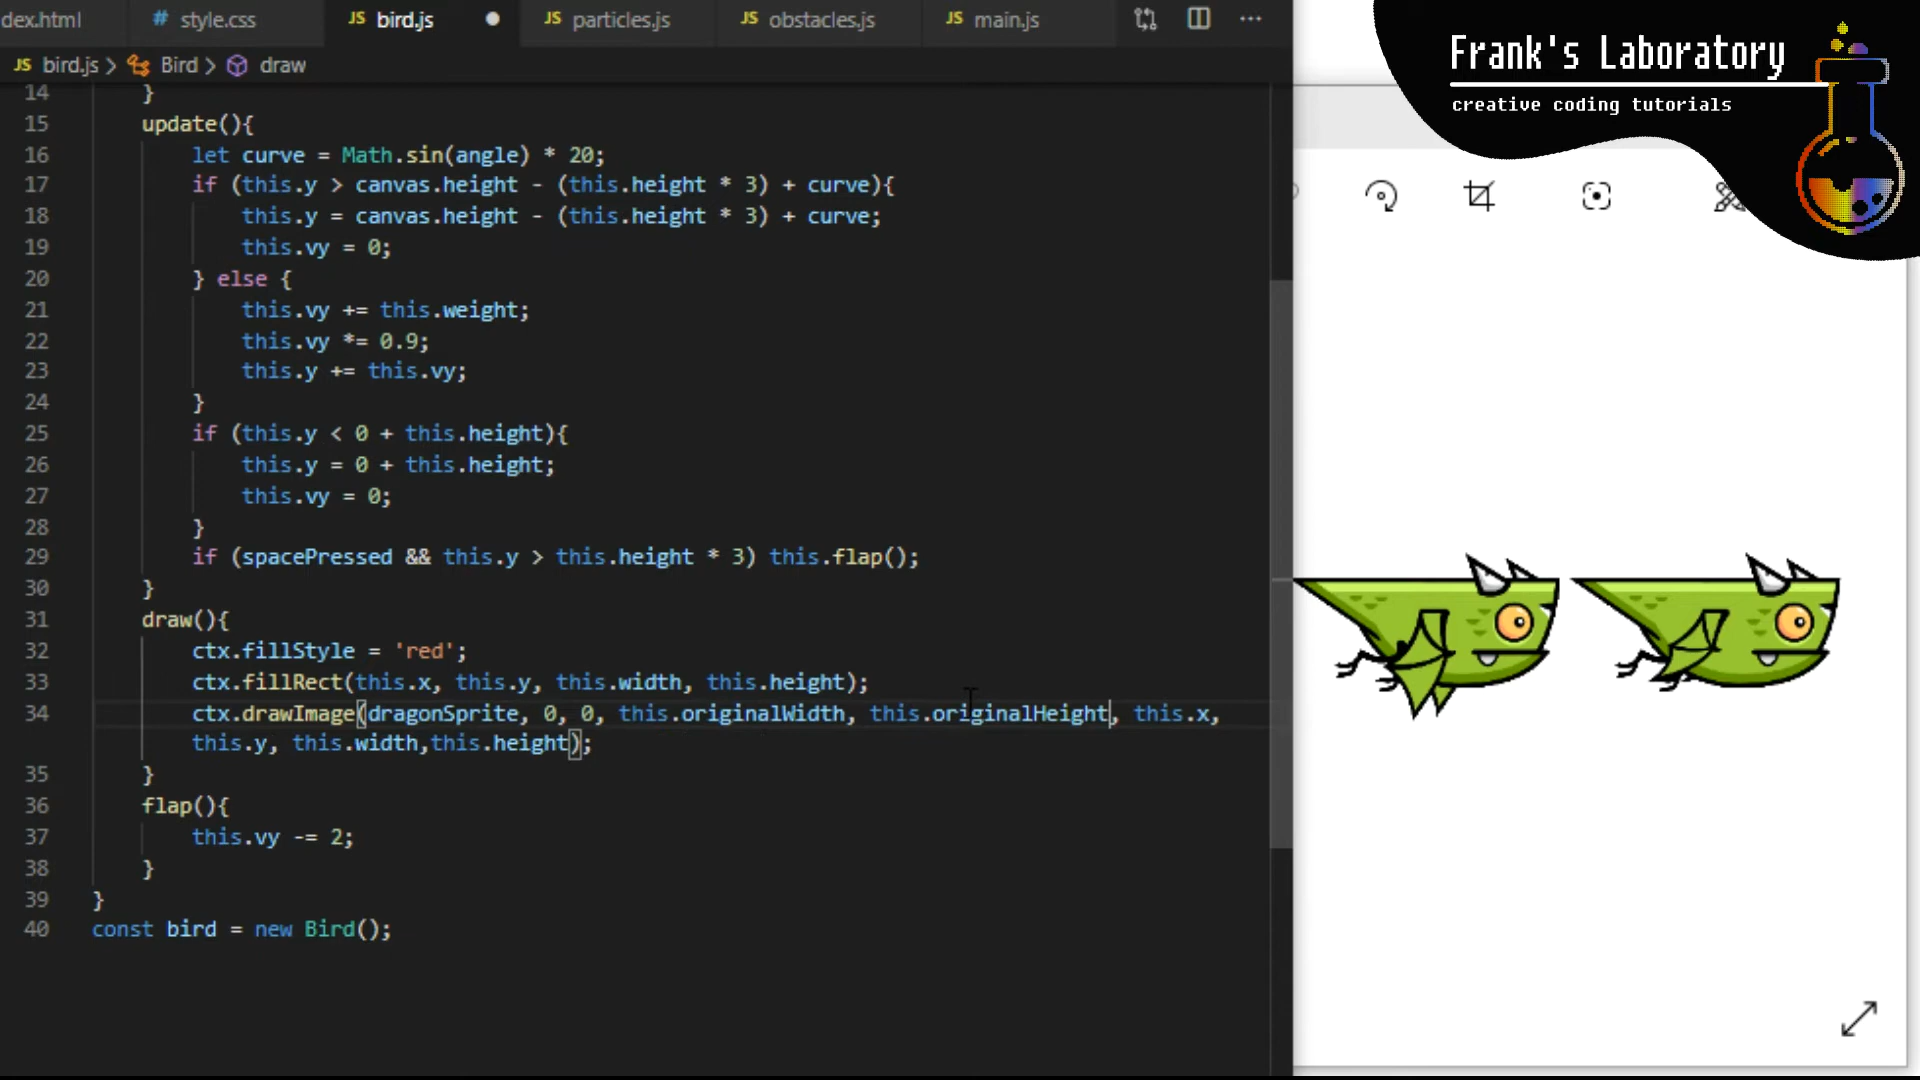 dex.html # style.css JS bird.js JS particles.js JS obstacles.js JS main.js ...
JS bird.js > Bird > draw
14 }
15 update(){
16 let curve = Math.sin(angle) * 20;
17 if (this.y > canvas.height - (this.height * 3) + curve){
18 this.y = canvas.height - (this.height * 3) + curve;
19 this.vy = 0;
20 } else {
21 this.vy += this.weight;
22 this.vy *= 0.9;
23 this.y += this.vy;
24 }
25 if (this.y < 0 + this.height){
26 this.y = 0 + this.height;
27 this.vy = 0;
28 }
29 if (spacePressed && this.y > this.height * 3) this.flap();
30 }
31 draw(){
32 ctx.fillStyle = 'red';
33 ctx.fillRect(this.x, this.y, this.width, this.height);
34 ctx.drawImage(dragonSprite, 0, 0, this.originalWidth, this.originalHeight, this.x,
this.y, this.width,this.height);
35 }
36 flap(){
37 this.vy -= 2;
38 }
39 }
40 const bird = new Bird();
Frank's Laboratory
creative coding tutorials